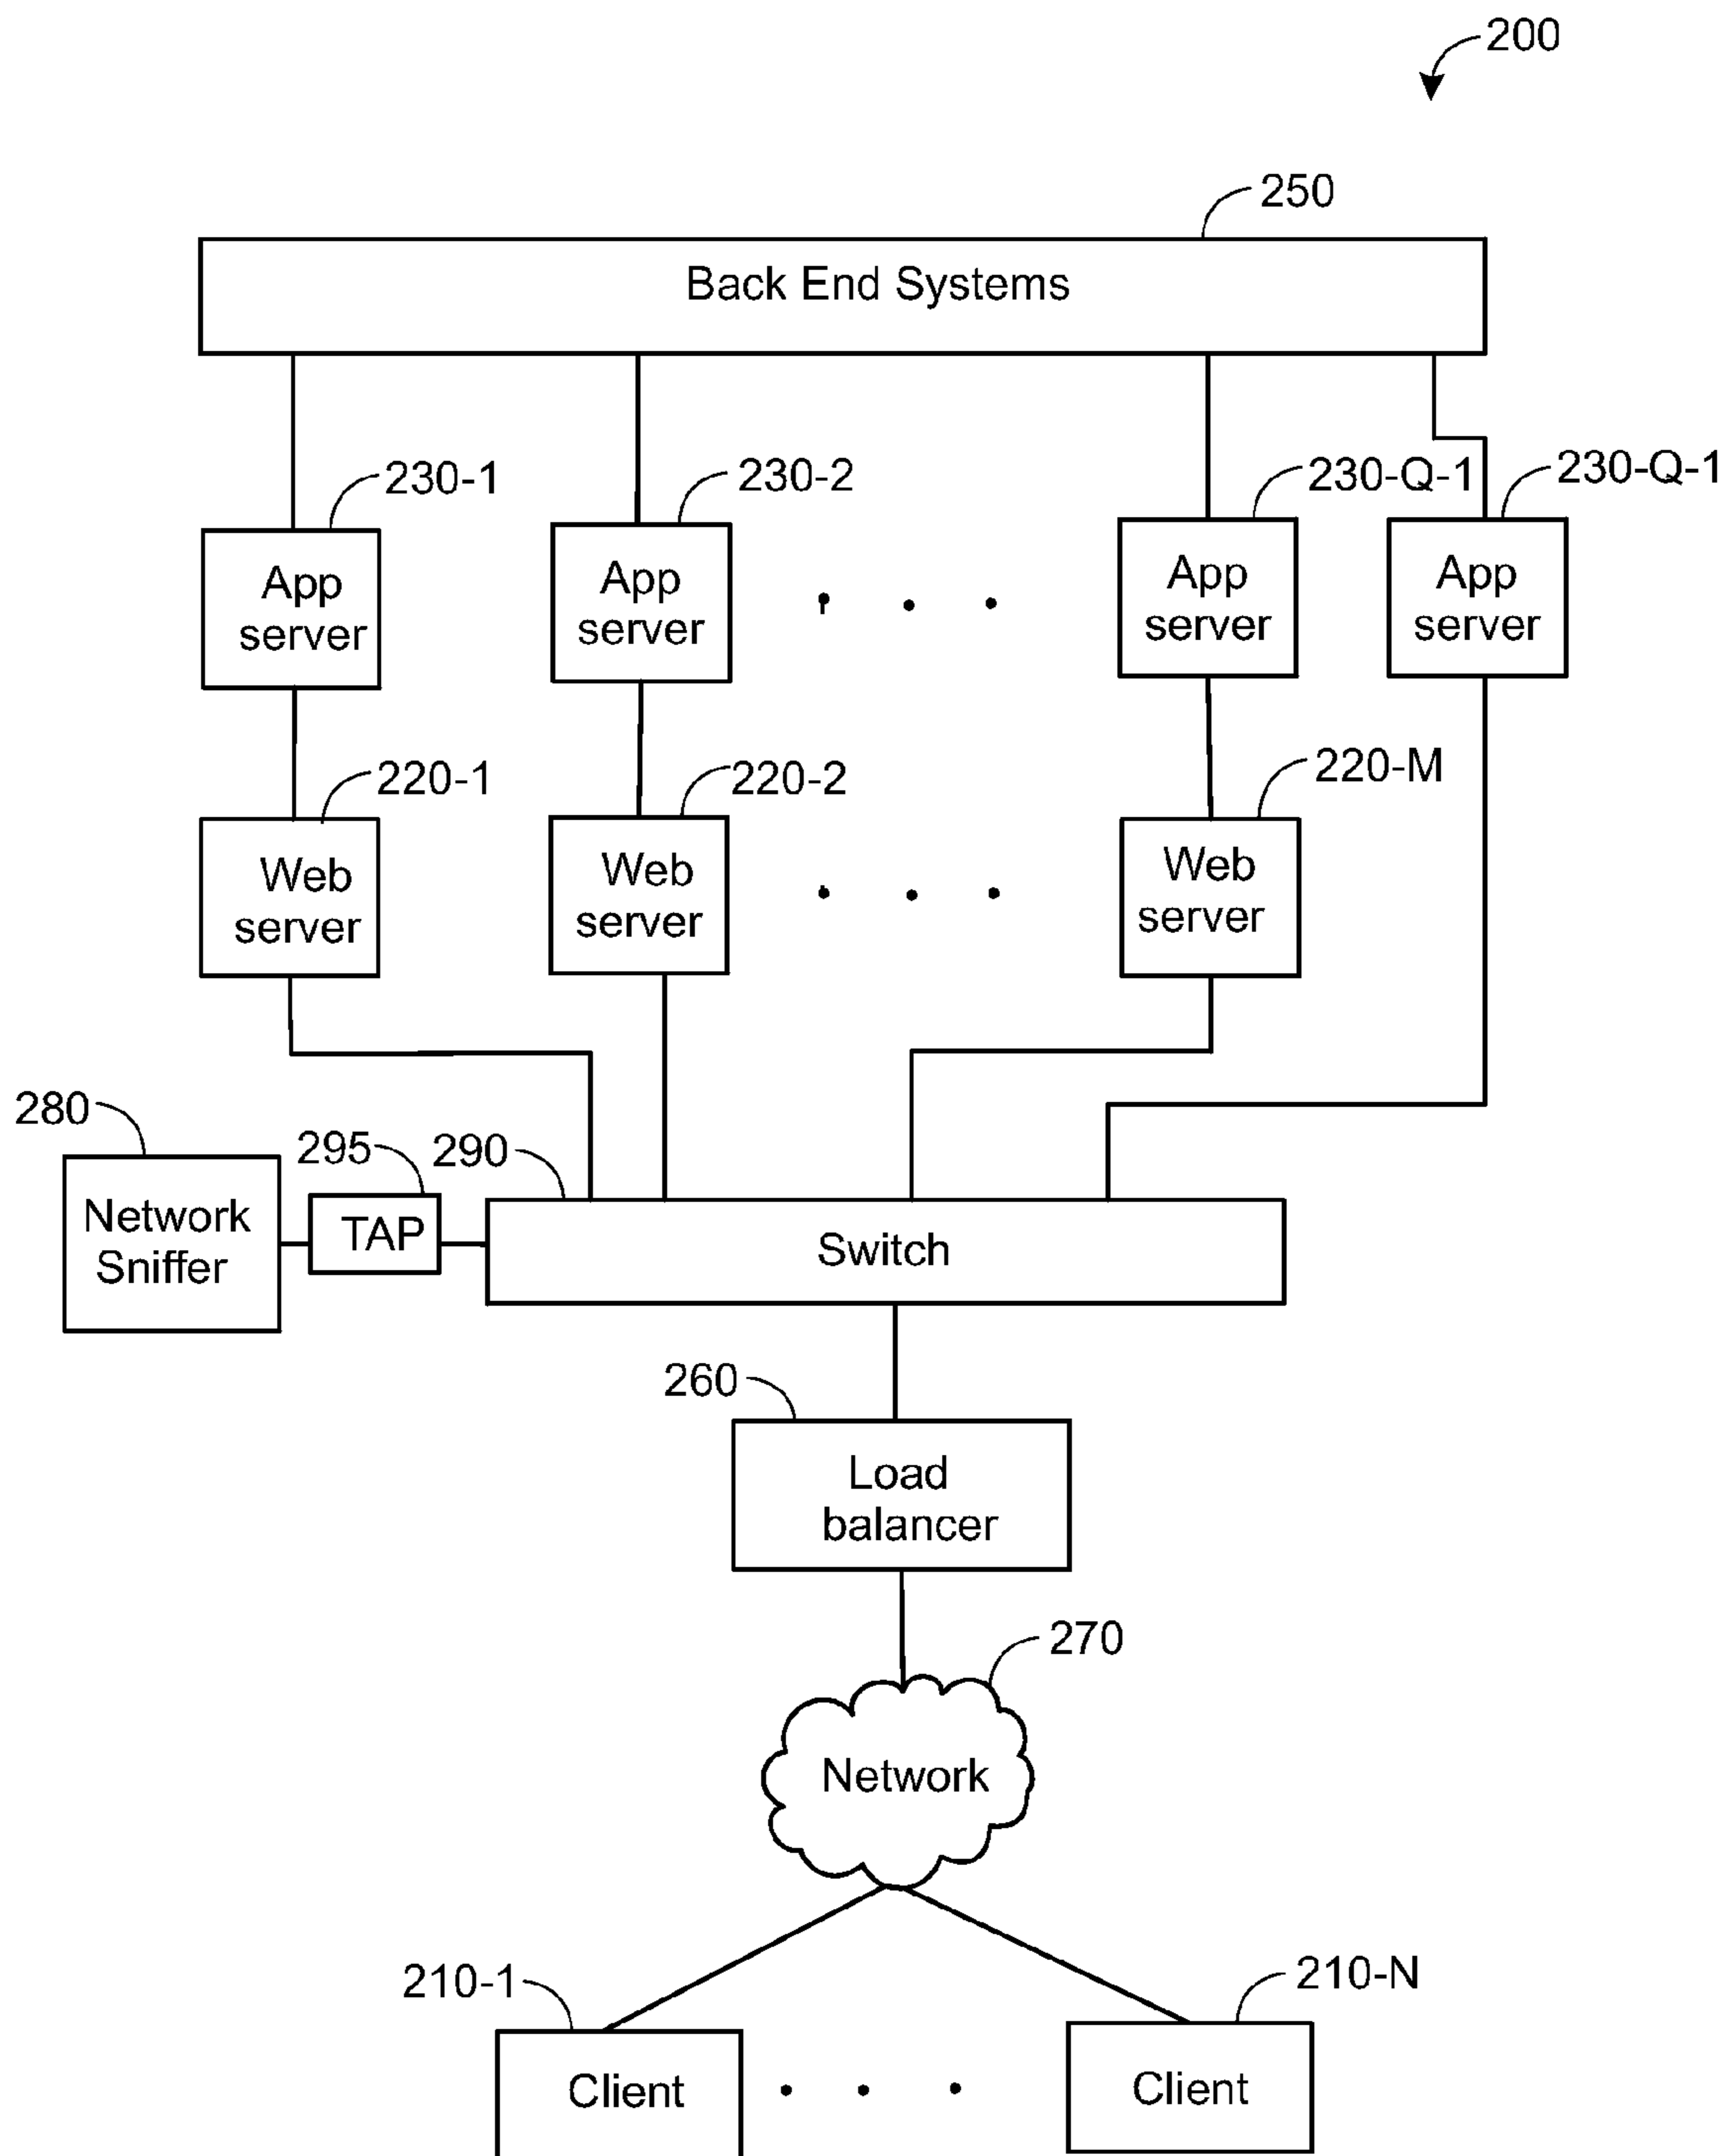 200
250
Back End Systems
230-1
230-2
230-Q-1
230-Q-1
App
server
App
server
App
server
App
server
220-1
220-2
220-M
Web
server
Web
server
Web
server
280
295
290
Network
Sniffer
TAP
Switch
260
Load
balancer
270
Network
210-1
210-N
Client
Client